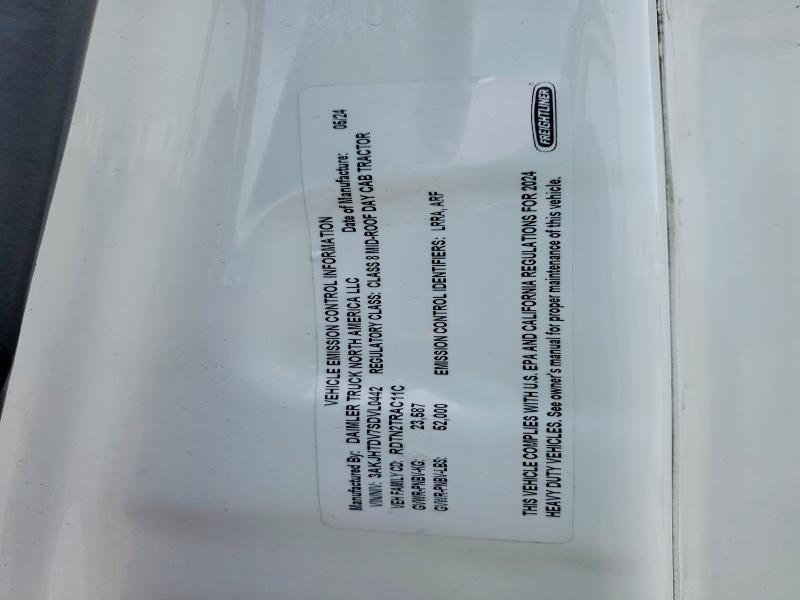 VEHICLE EMISSION CONTROL INFORMATION
Manufactured By: DAIMLER TRUCK NORTH AMERICA LLC Date of Manufacture: 05/24
VIN/NIV: 3AKJHTDV7SDVL0442 REGULATORY CLASS: CLASS 8 MID-ROOF DAY CAB TRACTOR
VEH FAMILY CD: RDTN2TRAC11C
GVWR-PNBV-KG: 23,587
GVWR-PNBV-LBS: 52,000 EMISSION CONTROL IDENTIFIERS: LRRA, ARF
THIS VEHICLE COMPLIES WITH U.S. EPA AND CALIFORNIA REGULATIONS FOR 2024
HEAVY DUTY VEHICLES. See owner's manual for proper maintenance of this vehicle.
FREIGHTLINER